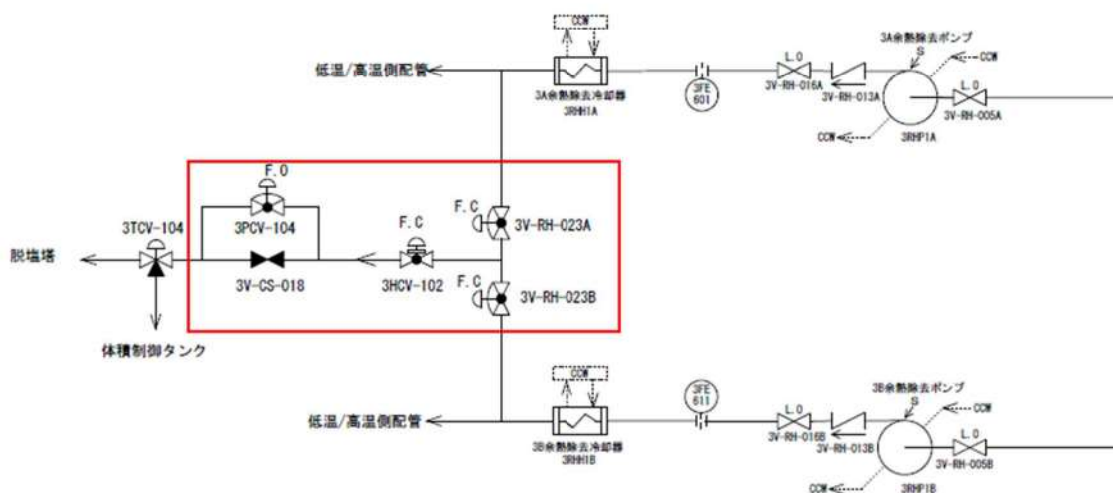 CCW
3A余熱除去ポンプ
S
CCW
低温/高温側配管
L.O
3A余熱除去冷却器
3RHH1A
3FE
601
3V-RH-016A
3V-RH-013A
L.O
3V-RH-005A
CCW
3RHP1A
F.O
F.C
F.C
3TCV-104
3PCV-104
3V-RH-023A
脱塩塔
3V-CS-018
3HCV-102
F.C
3V-RH-023B
体積制御タンク
CCW
3FE
611
3B余熱除去ポンプ
S
CCW
低温/高温側配管
L.O
3B余熱除去冷却器
3RHH1B
3V-RH-016B
3V-RH-013B
L.O
3V-RH-005B
CCW
3RHP1B